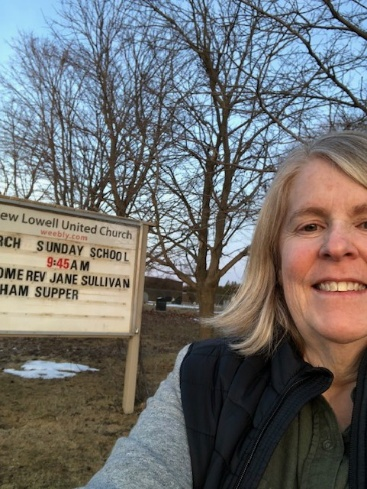 ew Lowell United Church
weebly.com
RCH SUNDAY SCHOOL
9:45 AM
OME REV JANE SULLIVAN
HAM SUPPER